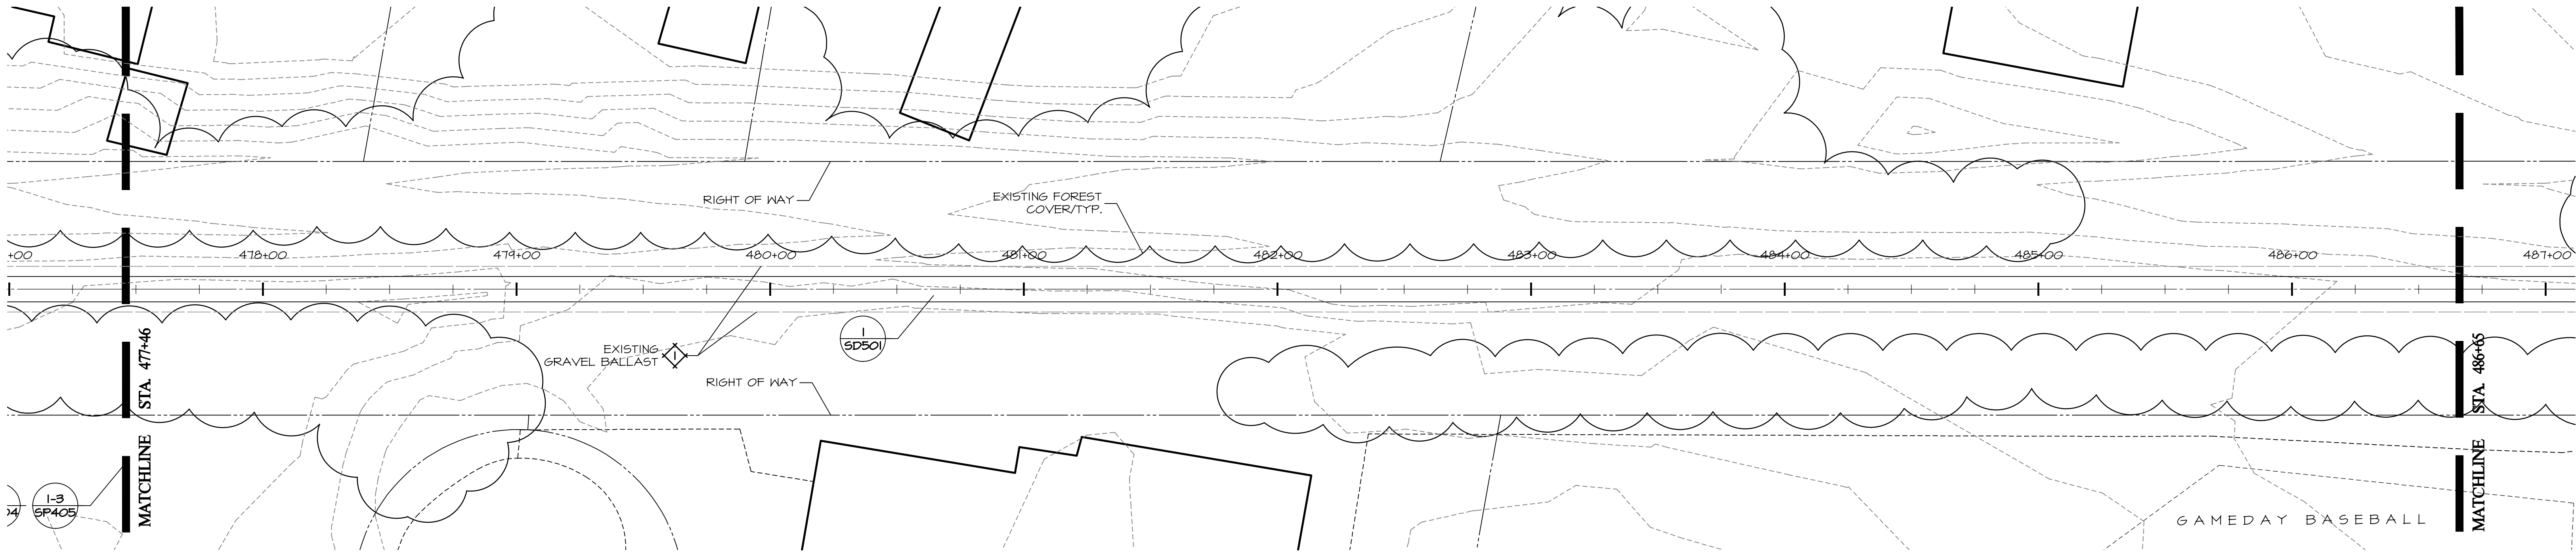 RIGHT OF WAY
EXISTING FOREST
COVER/TYP.
+00
478+00
479+00
480+00
481+00
482+00
483+00
484+00
485+00
486+00
487+00
EXISTING
GRAVEL BALLAST
1
1
SD501
RIGHT OF WAY
MATCHLINE STA. 477+46
MATCHLINE STA. 486+65
04
1-3
SP405
GAMEDAY BASEBALL